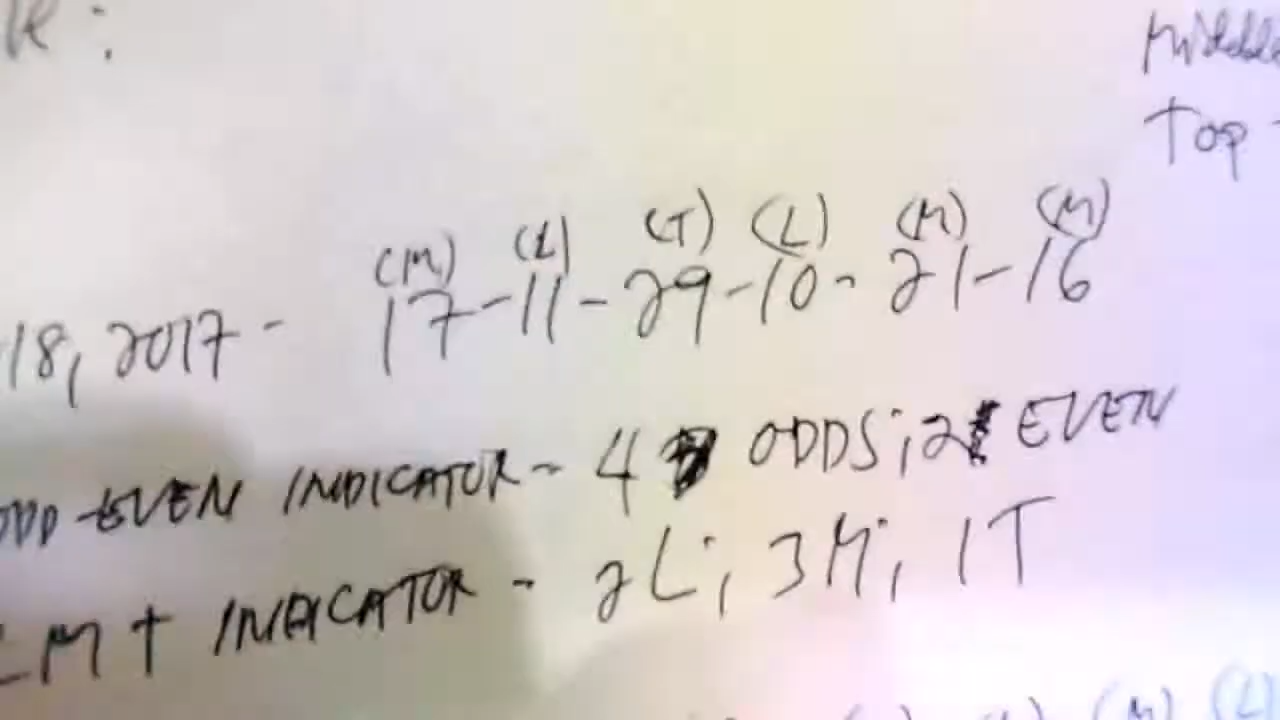 Middle
Top -
(M) (L) (T) (L) (M) (M)
18, 2017 - 17-11-29-10-21-16
ODD-EVEN INDICATOR - 4 ODDS; 2 EVEN
LMT INDICATOR - 2L; 3M; 1T
(M) (L)